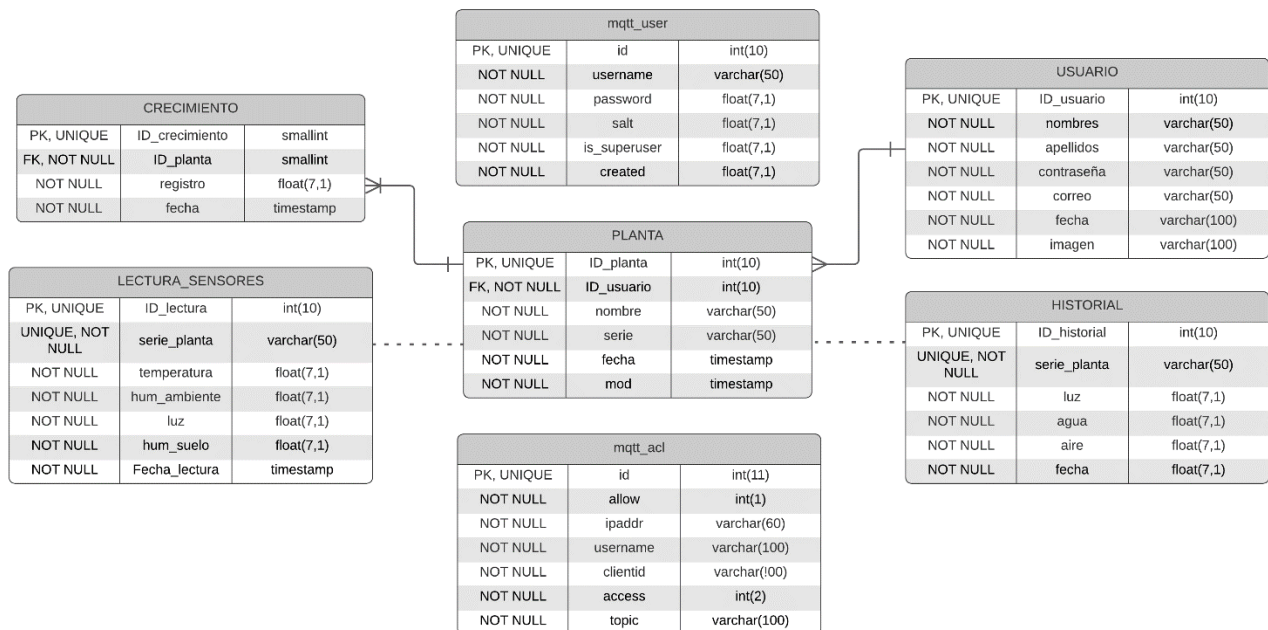 mqtt_user
PK, UNIQUE id int(10)
NOT NULL username varchar(50)
NOT NULL password float(7,1)
NOT NULL salt float(7,1)
NOT NULL is_superuser float(7,1)
NOT NULL created float(7,1)
USUARIO
PK, UNIQUE ID_usuario int(10)
NOT NULL nombres varchar(50)
NOT NULL apellidos varchar(50)
NOT NULL contraseña varchar(50)
NOT NULL correo varchar(50)
NOT NULL fecha varchar(100)
NOT NULL imagen varchar(100)
CRECIMIENTO
PK, UNIQUE ID_crecimiento smallint
FK, NOT NULL ID_planta smallint
NOT NULL registro float(7,1)
NOT NULL fecha timestamp
PLANTA
PK, UNIQUE ID_planta int(10)
FK, NOT NULL ID_usuario int(10)
NOT NULL nombre varchar(50)
NOT NULL serie varchar(50)
NOT NULL fecha timestamp
NOT NULL mod timestamp
LECTURA_SENSORES
PK, UNIQUE ID_lectura int(10)
UNIQUE, NOT
NULL serie_planta varchar(50)
NOT NULL temperatura float(7,1)
NOT NULL hum_ambiente float(7,1)
NOT NULL luz float(7,1)
NOT NULL hum_suelo float(7,1)
NOT NULL Fecha_lectura timestamp
HISTORIAL
PK, UNIQUE ID_historial int(10)
UNIQUE, NOT
NULL serie_planta varchar(50)
NOT NULL luz float(7,1)
NOT NULL agua float(7,1)
NOT NULL aire float(7,1)
NOT NULL fecha float(7,1)
mqtt_acl
PK, UNIQUE id int(11)
NOT NULL allow int(1)
NOT NULL ipaddr varchar(60)
NOT NULL username varchar(100)
NOT NULL clientid varchar(!00)
NOT NULL access int(2)
NOT NULL topic varchar(100)